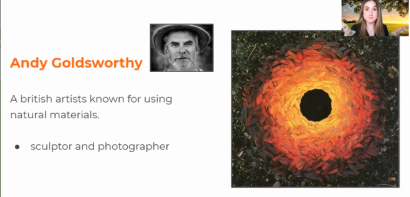 Andy Goldsworthy
A british artists known for using
natural materials.
● sculptor and photographer